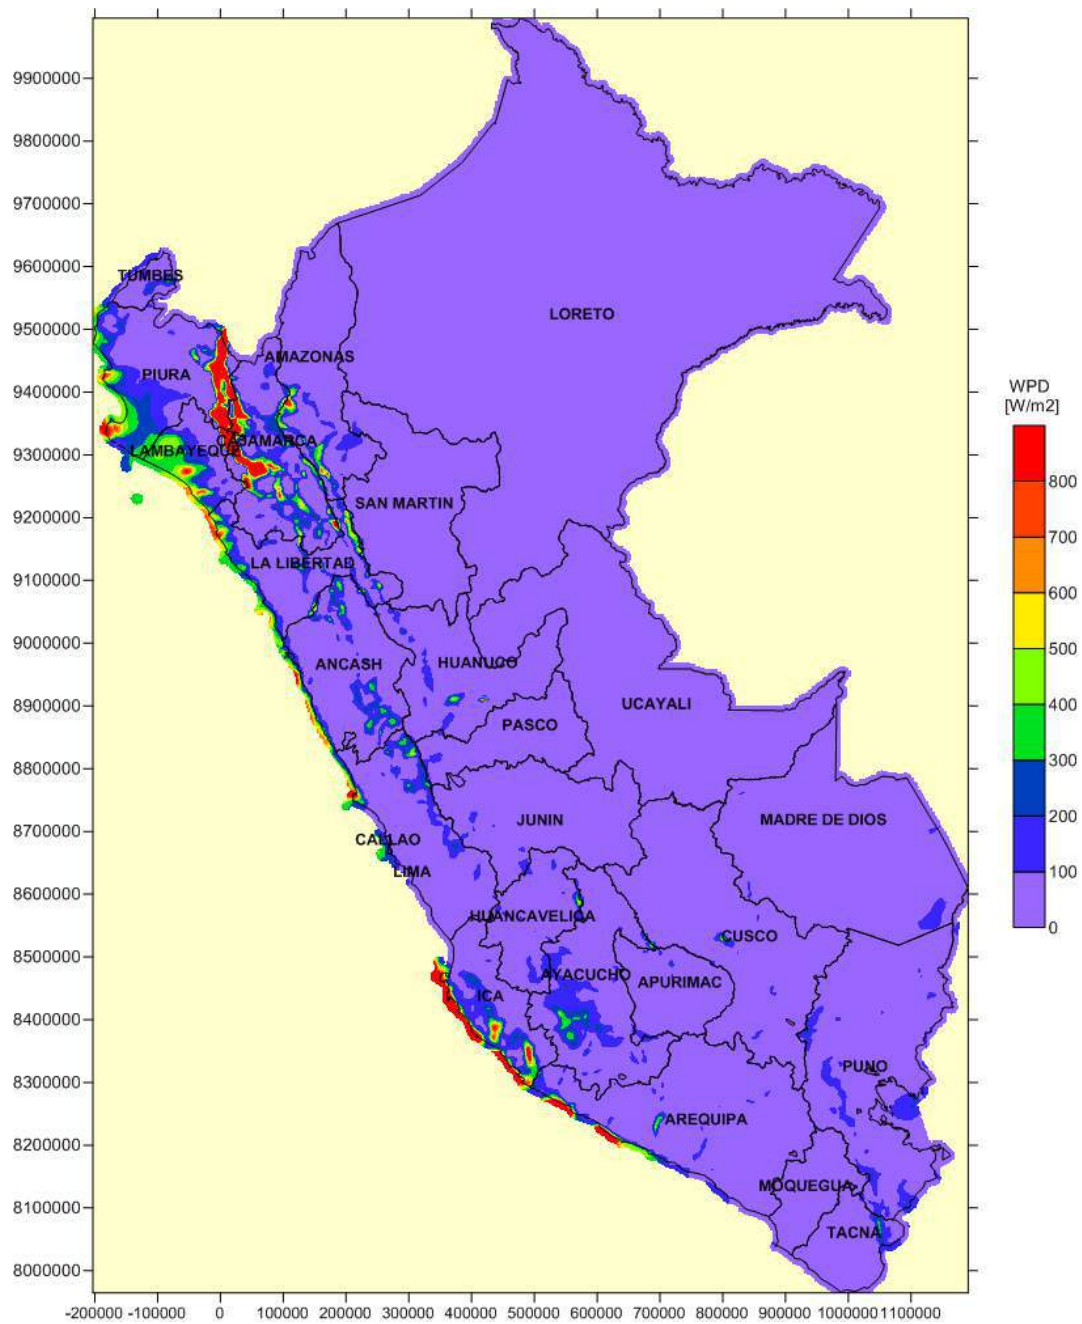 9900000
9800000
9700000
9600000
9500000
9400000
9300000
9200000
9100000
9000000
8900000
8800000
8700000
8600000
8500000
8400000
8300000
8200000
8100000
8000000
TUMBES
LORETO
AMAZONAS
PIURA
CAJAMARCA
LAMBAYEQUE
SAN MARTIN
LA LIBERTAD
ANCASH
HUANUCO
UCAYALI
PASCO
JUNIN
MADRE DE DIOS
CALLAO
LIMA
HUANCAVELICA
CUSCO
AYACUCHO
APURIMAC
ICA
PUNO
AREQUIPA
MOQUEGUA
TACNA
-200000 -100000 0 100000 200000 300000 400000 500000 600000 700000 800000 900000 1000000 1100000
WPD
[W/m2]
800
700
600
500
400
300
200
100
0